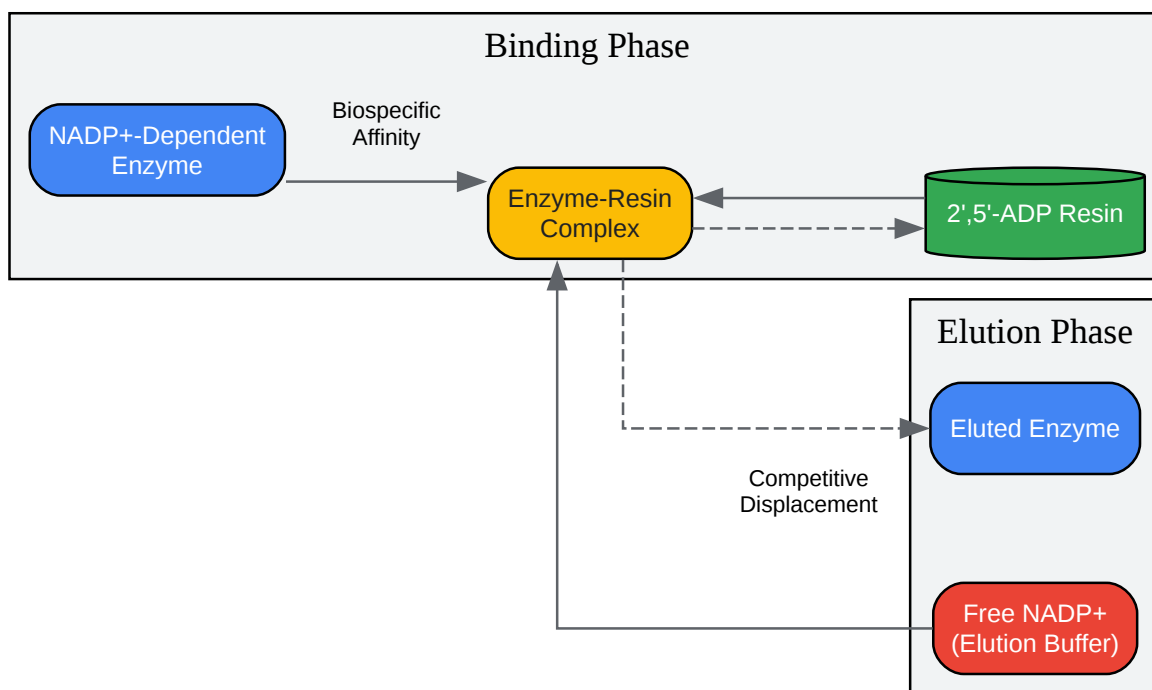 Binding Phase
NADP+-Dependent
Enzyme
Biospecific
Affinity
Enzyme-Resin
Complex
2',5'-ADP Resin
Elution Phase
Eluted Enzyme
Competitive
Displacement
Free NADP+
(Elution Buffer)